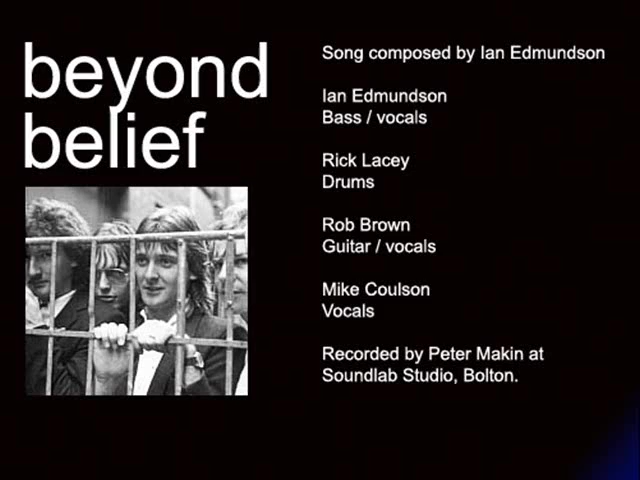 beyond
belief
Song composed by Ian Edmundson
Ian Edmundson
Bass / vocals
Rick Lacey
Drums
Rob Brown
Guitar / vocals
Mike Coulson
Vocals
Recorded by Peter Makin at
Soundlab Studio, Bolton.